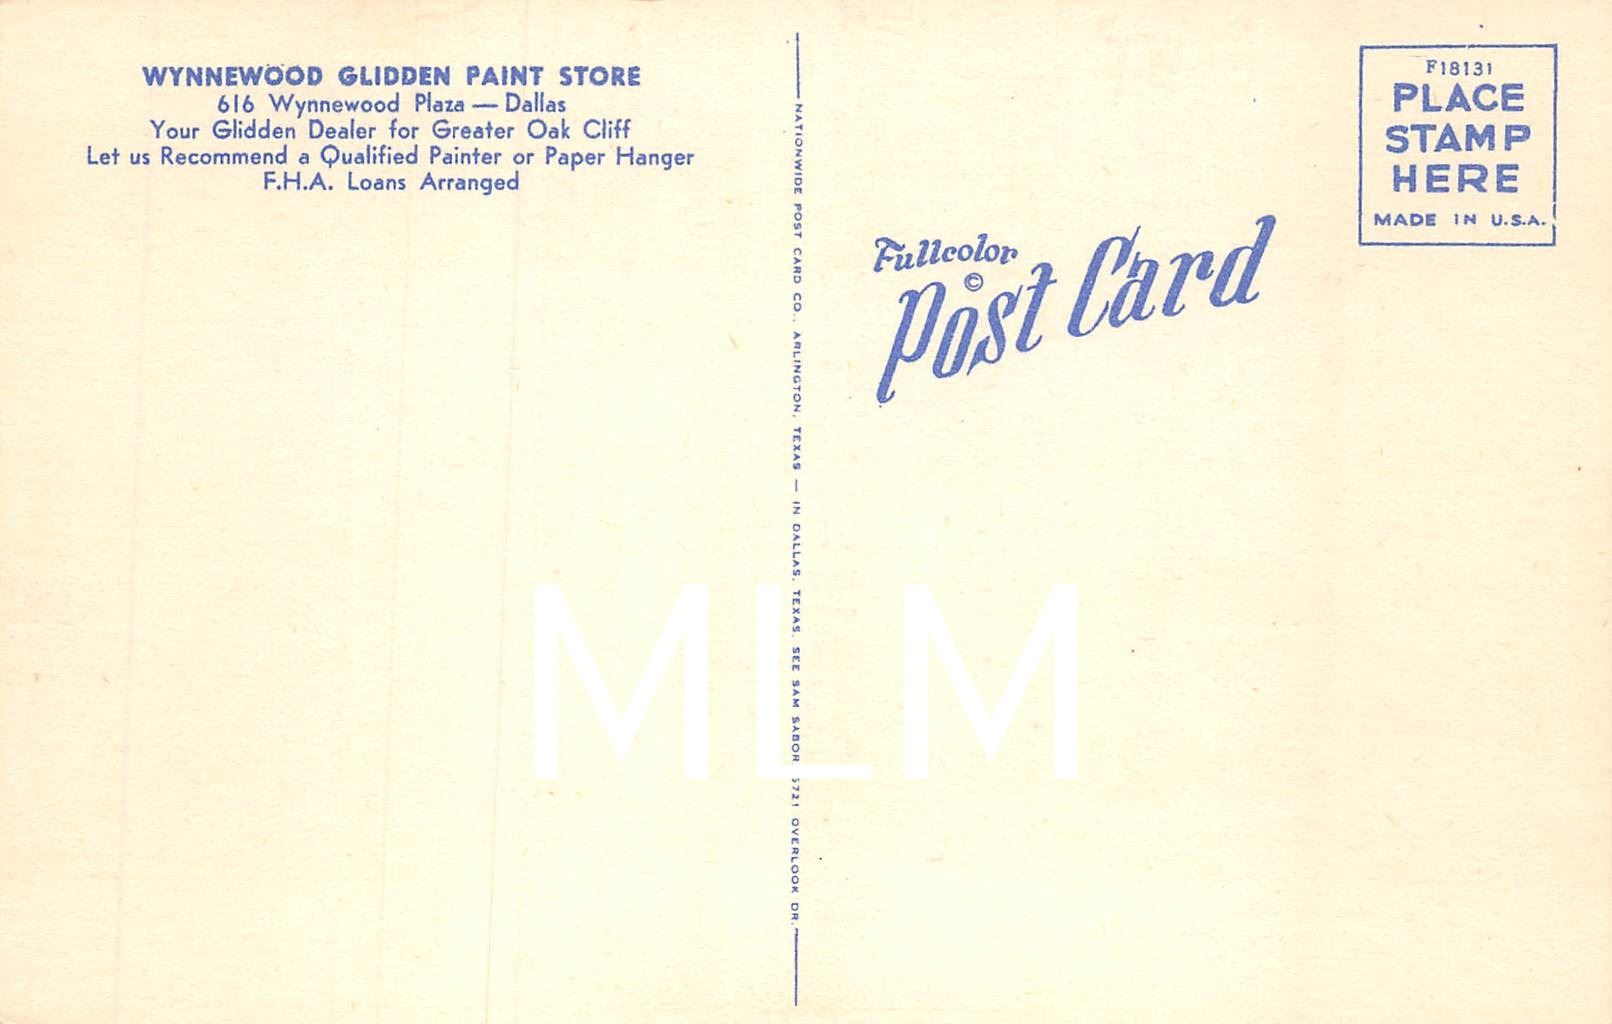 WYNNEWOOD GLIDDEN PAINT STORE
616 Wynnewood Plaza — Dallas
Your Glidden Dealer for Greater Oak Cliff
Let us Recommend a Qualified Painter or Paper Hanger
F.H.A. Loans Arranged
NATIONWIDE POST CARD CO., ARLINGTON, TEXAS — IN DALLAS, TEXAS, SEE SAM SABOR, 5721 OVERLOOK DR.
Fullcolor
©
Post Card
F18131
PLACE
STAMP
HERE
MADE IN U.S.A.
MLM